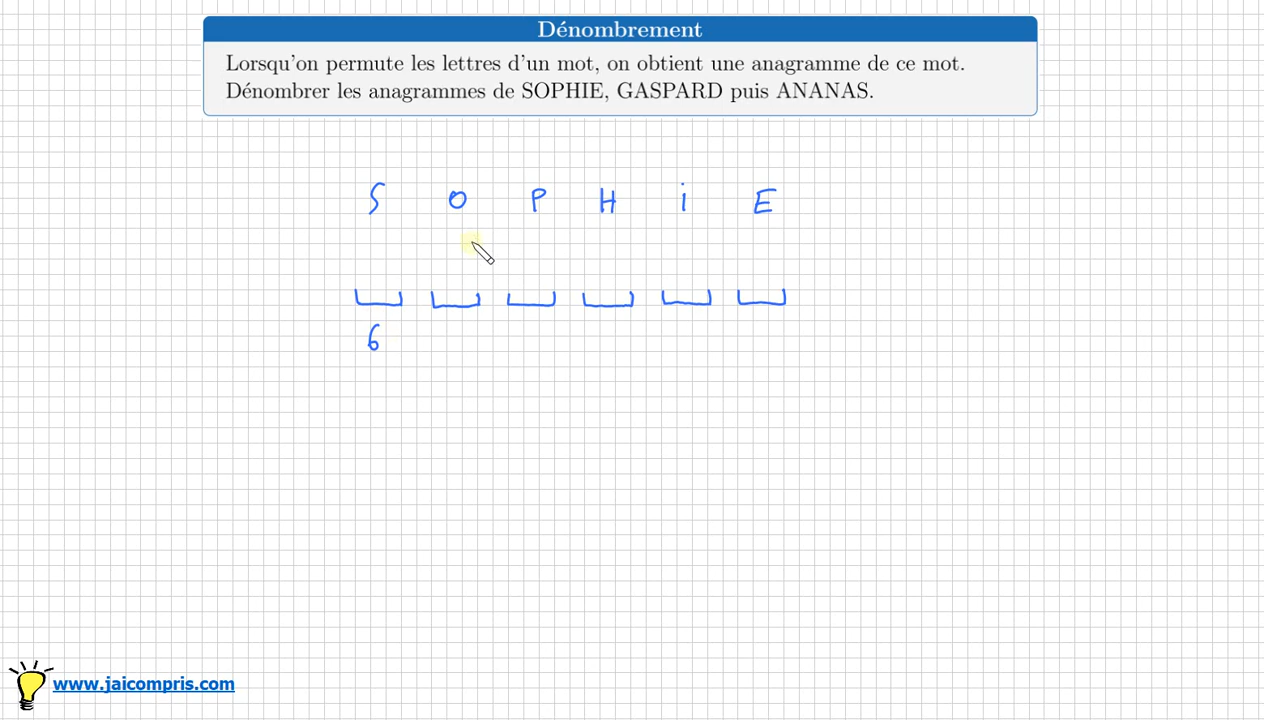 Dénombrement
Lorsqu'on permute les lettres d'un mot, on obtient une anagramme de ce mot.
Dénombrer les anagrammes de SOPHIE, GASPARD puis ANANAS.
S O P H i E
6
www.jaicompris.com